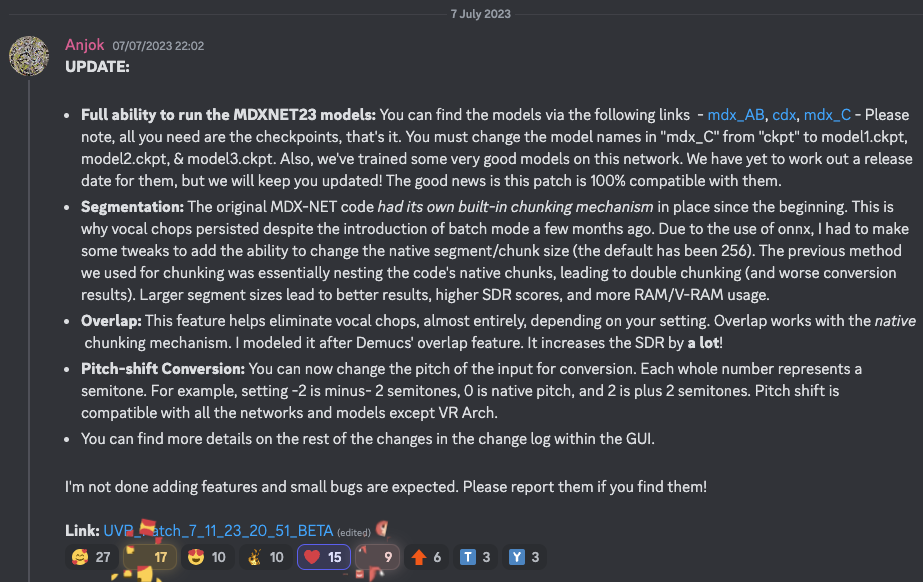 7 July 2023
Anjok 07/07/2023 22:02
UPDATE:
• Full ability to run the MDXNET23 models: You can find the models via the following links - mdx_AB, cdx, mdx_C - Please
note, all you need are the checkpoints, that's it. You must change the model names in "mdx_C" from "ckpt" to model1.ckpt,
model2.ckpt, & model3.ckpt. Also, we've trained some very good models on this network. We have yet to work out a release
date for them, but we will keep you updated! The good news is this patch is 100% compatible with them.
• Segmentation: The original MDX-NET code had its own built-in chunking mechanism in place since the beginning. This is
why vocal chops persisted despite the introduction of batch mode a few months ago. Due to the use of onnx, I had to make
some tweaks to add the ability to change the native segment/chunk size (the default has been 256). The previous method
we used for chunking was essentially nesting the code's native chunks, leading to double chunking (and worse conversion
results). Larger segment sizes lead to better results, higher SDR scores, and more RAM/V-RAM usage.
• Overlap: This feature helps eliminate vocal chops, almost entirely, depending on your setting. Overlap works with the native
chunking mechanism. I modeled it after Demucs' overlap feature. It increases the SDR by a lot!
• Pitch-shift Conversion: You can now change the pitch of the input for conversion. Each whole number represents a
semitone. For example, setting -2 is minus- 2 semitones, 0 is native pitch, and 2 is plus 2 semitones. Pitch shift is
compatible with all the networks and models except VR Arch.
• You can find more details on the rest of the changes in the change log within the GUI.
I'm not done adding features and small bugs are expected. Please report them if you find them!
Link: UVR_Patch_7_11_23_20_51_BETA (edited)
27 17 10 10 15 9 6 T 3 Y 3